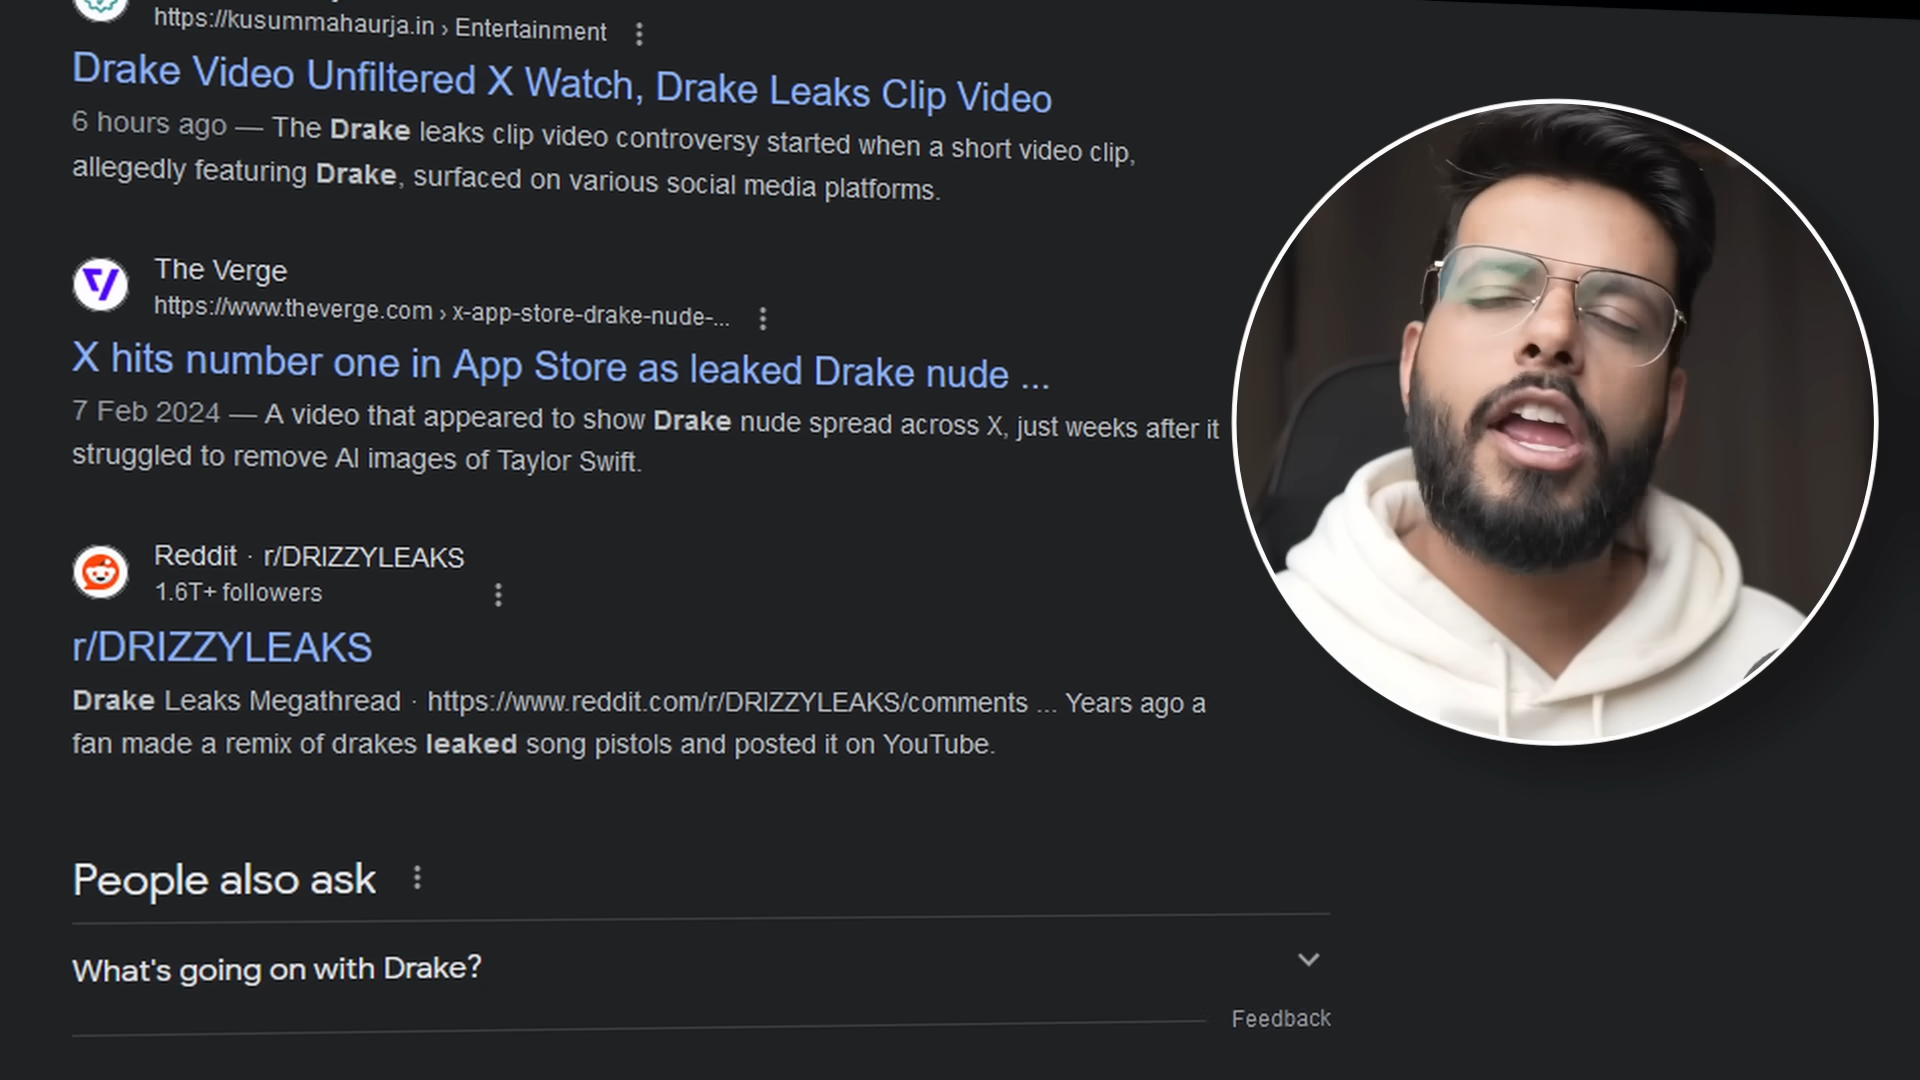 https://kusummahaurja.in › Entertainment
Drake Video Unfiltered X Watch, Drake Leaks Clip Video
6 hours ago — The Drake leaks clip video controversy started when a short video clip,
allegedly featuring Drake, surfaced on various social media platforms.
The Verge
https://www.theverge.com › x-app-store-drake-nude-...
X hits number one in App Store as leaked Drake nude ...
7 Feb 2024 — A video that appeared to show Drake nude spread across X, just weeks after it
struggled to remove AI images of Taylor Swift.
Reddit · r/DRIZZYLEAKS
1.6T+ followers
r/DRIZZYLEAKS
Drake Leaks Megathread · https://www.reddit.com/r/DRIZZYLEAKS/comments ... Years ago a
fan made a remix of drakes leaked song pistols and posted it on YouTube.
People also ask
What's going on with Drake?
Feedback